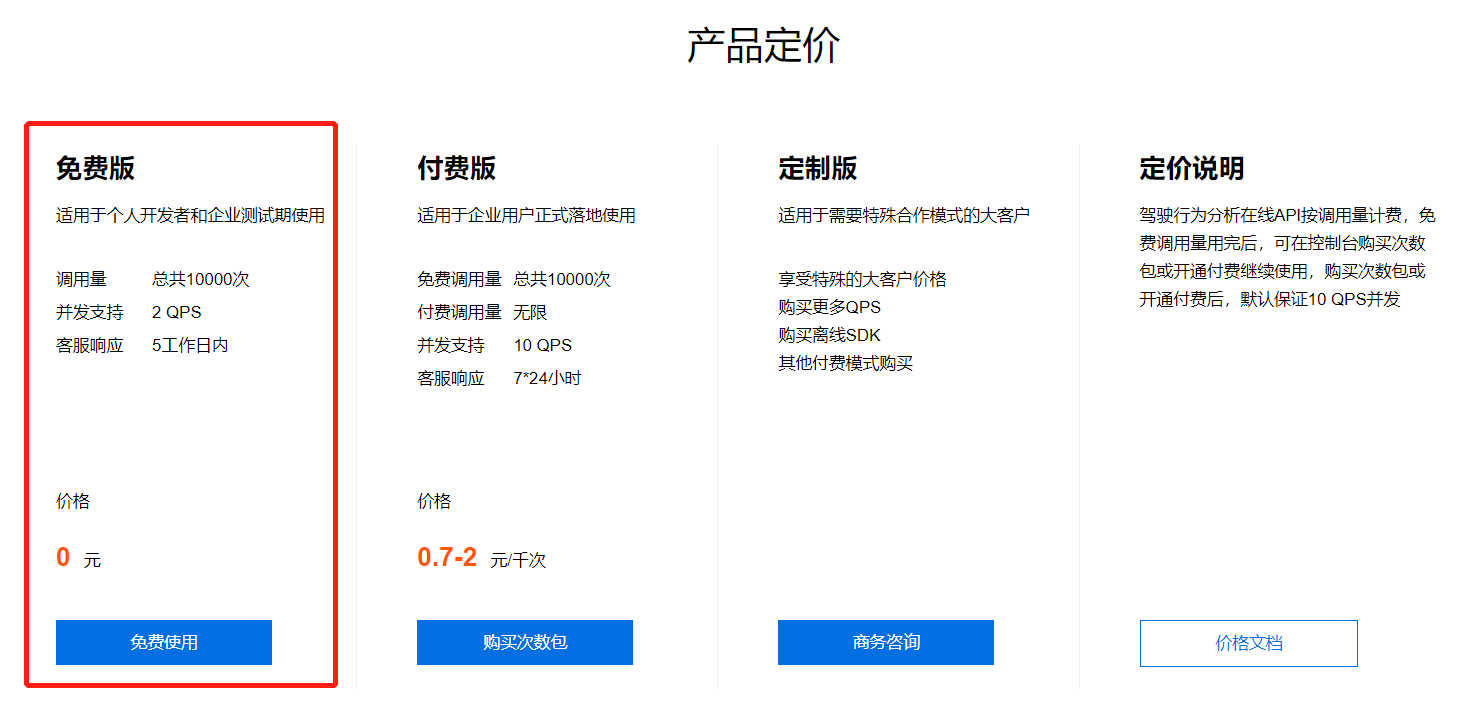 产品定价
免费版
适用于个人开发者和企业测试期使用
调用量 总共10000次
并发支持 2 QPS
客服响应 5工作日内
价格
0 元
免费使用
付费版
适用于企业用户正式落地使用
免费调用量 总共10000次
付费调用量 无限
并发支持 10 QPS
客服响应 7*24小时
价格
0.7-2 元/千次
购买次数包
定制版
适用于需要特殊合作模式的大客户
享受特殊的大客户价格
购买更多QPS
购买离线SDK
其他付费模式购买
商务咨询
定价说明
驾驶行为分析在线API按调用量计费，免
费调用量用完后，可在控制台购买次数
包或开通付费继续使用，购买次数包或
开通付费后，默认保证10 QPS并发
价格文档